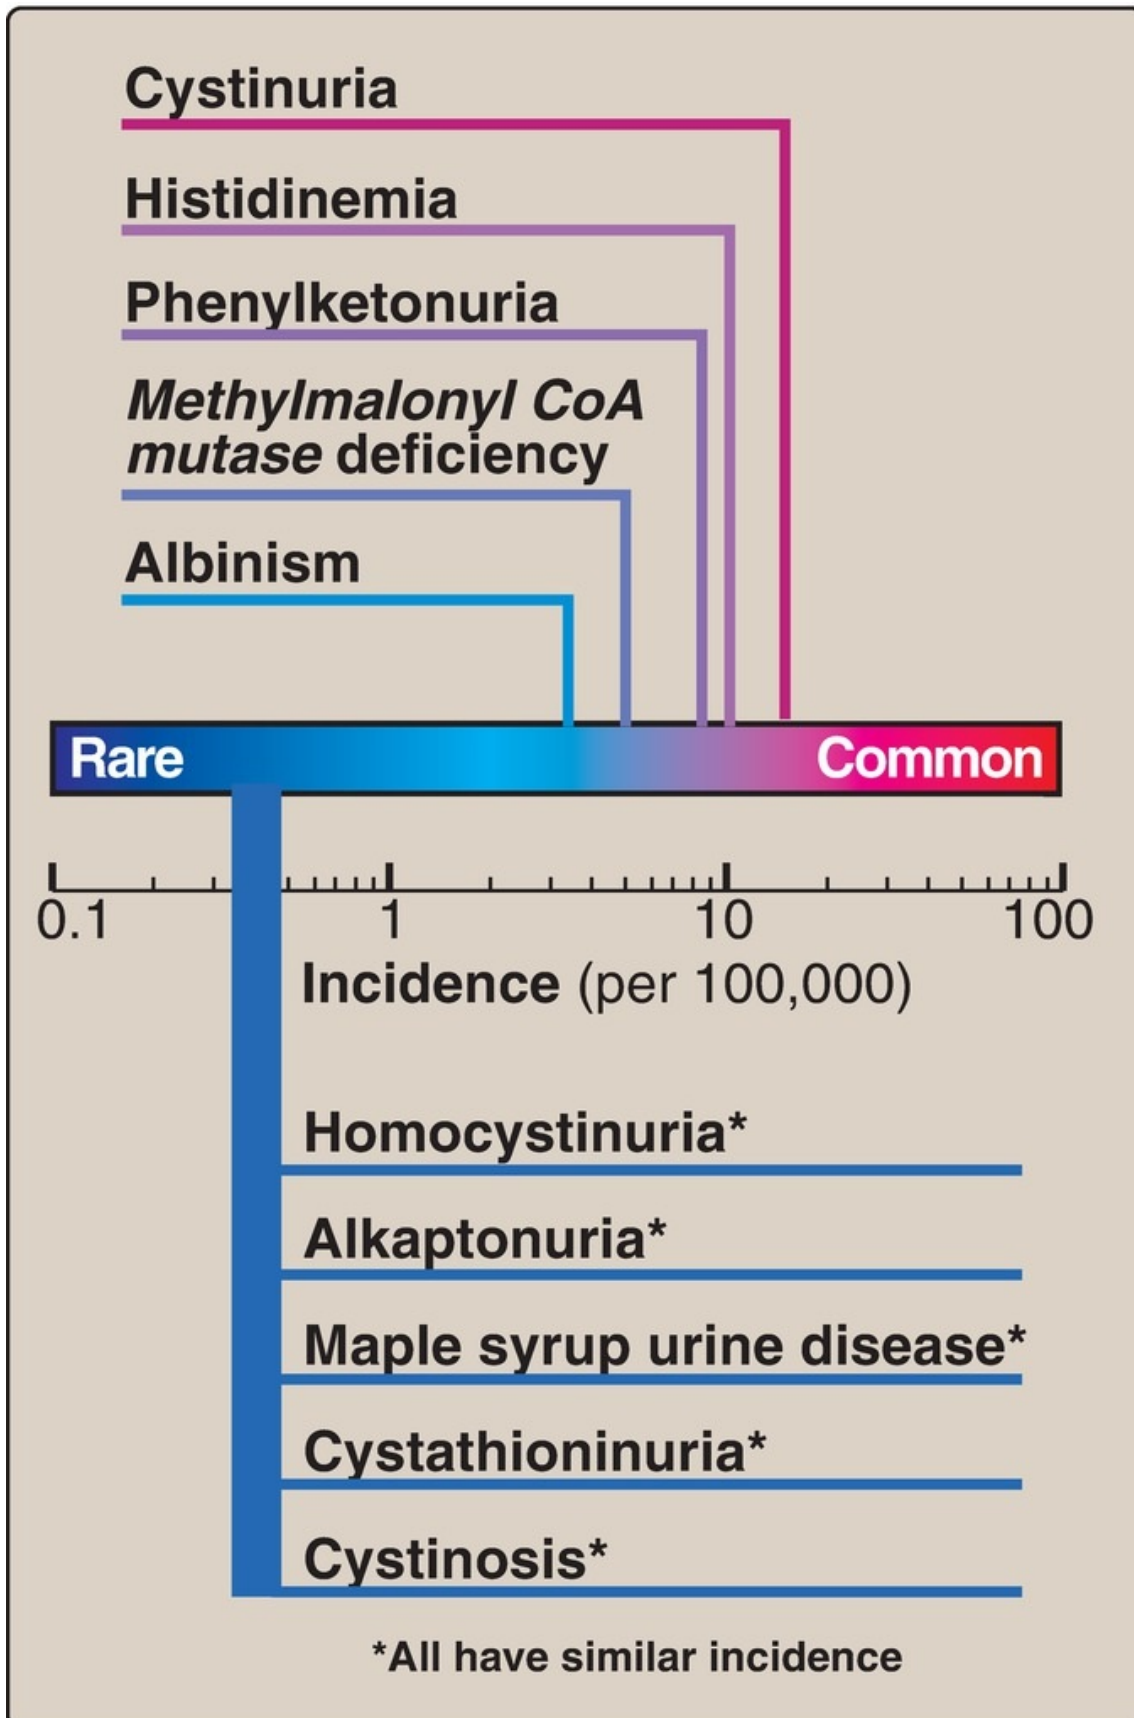 Cystinuria
Histidinemia
Phenylketonuria
Methylmalonyl CoA
mutase deficiency
Albinism
Rare Common
0.1 1 10 100
Incidence (per 100,000)
Homocystinuria*
Alkaptonuria*
Maple syrup urine disease*
Cystathioninuria*
Cystinosis*
*All have similar incidence